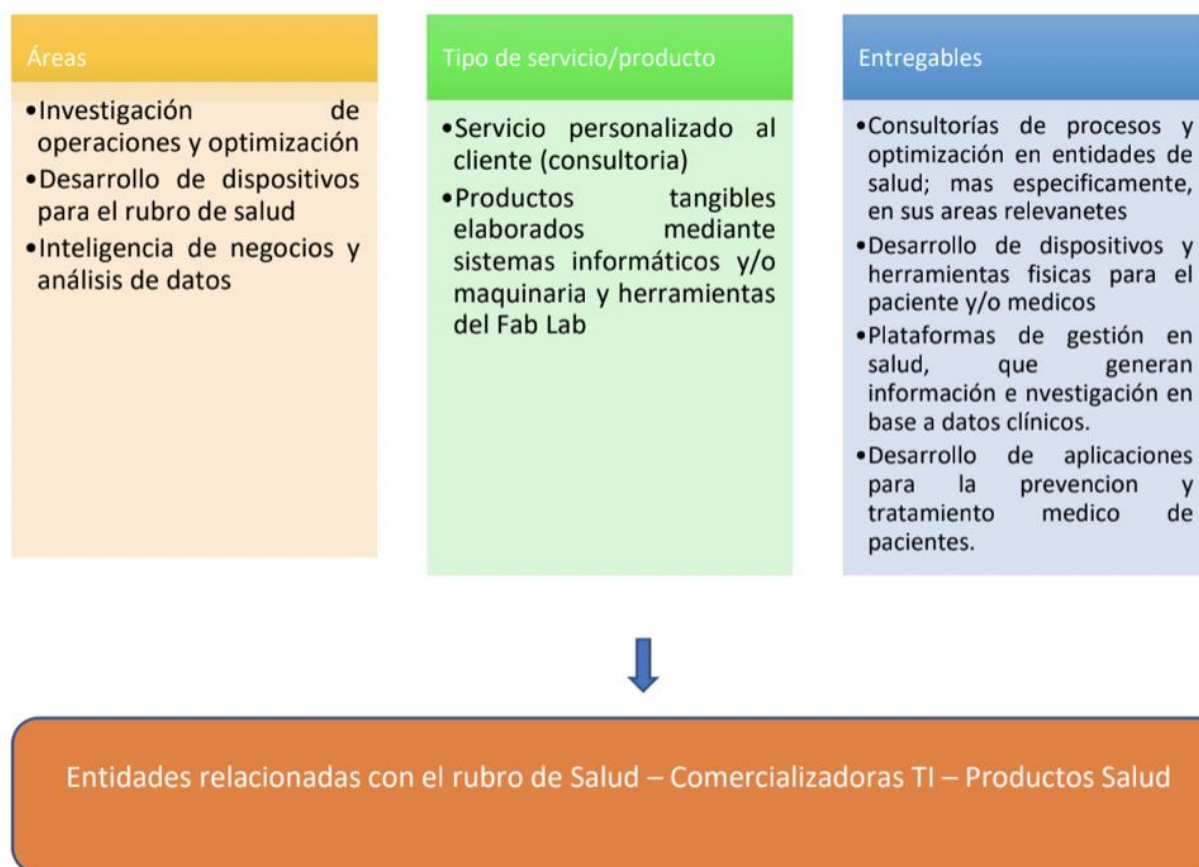 Áreas
•Investigación de
operaciones y optimización
•Desarrollo de dispositivos
para el rubro de salud
•Inteligencia de negocios y
análisis de datos
Tipo de servicio/producto
•Servicio personalizado al
cliente (consultoria)
•Productos tangibles
elaborados mediante
sistemas informáticos y/o
maquinaria y herramientas
del Fab Lab
Entregables
•Consultorías de procesos y
optimización en entidades de
salud; mas especificamente,
en sus areas relevanetes
•Desarrollo de dispositivos y
herramientas fisicas para el
paciente y/o medicos
•Plataformas de gestión en
salud, que generan
información e nvestigación en
base a datos clínicos.
•Desarrollo de aplicaciones
para la prevencion y
tratamiento medico de
pacientes.
Entidades relacionadas con el rubro de Salud – Comercializadoras TI – Productos Salud